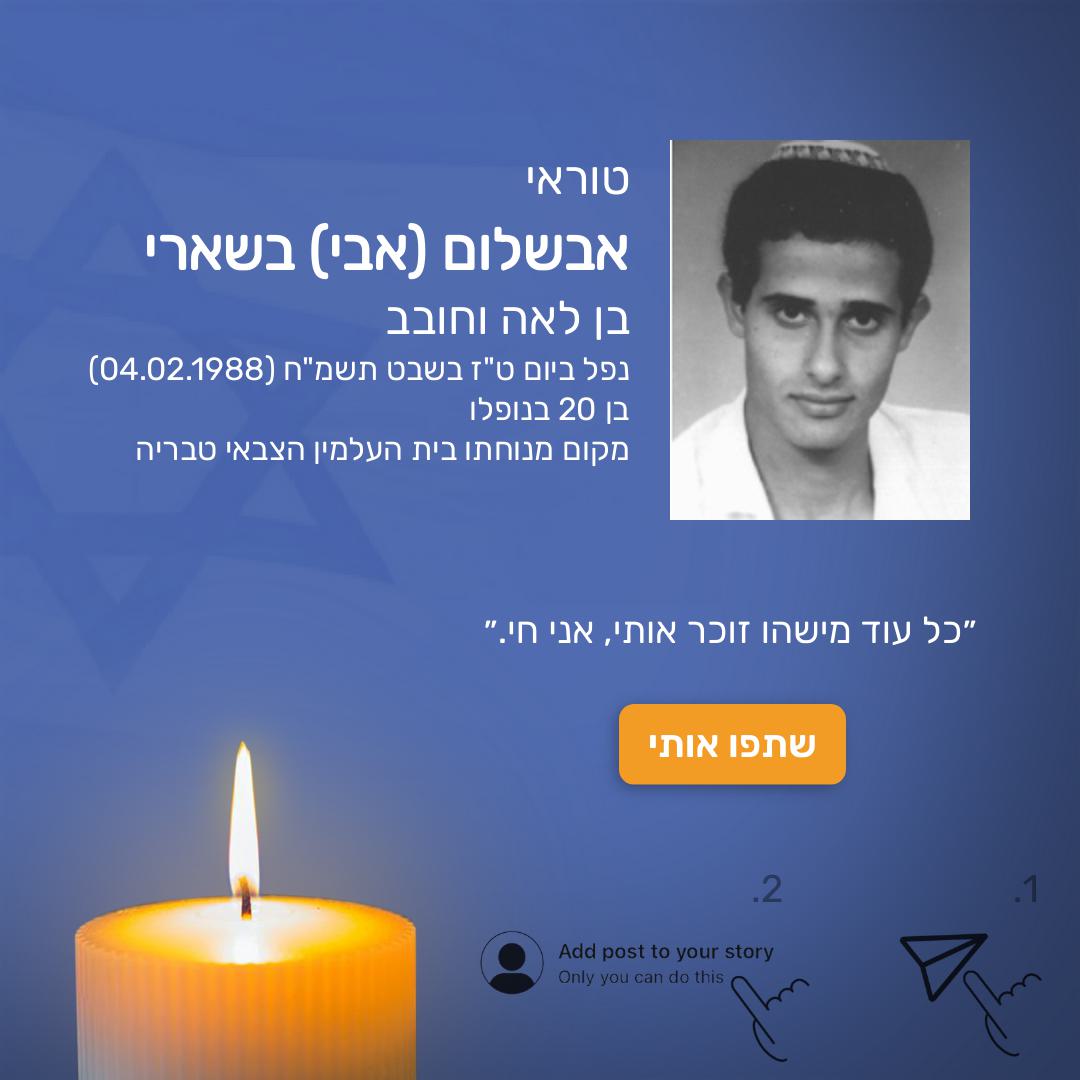 טוראי
אבשלום (אבי) בשארי
בן לאה וחובב
נפל ביום ט"ז בשבט תשמ"ח (04.02.1988)
בן 20 בנופלו
מקום מנוחתו בית העלמין הצבאי טבריה
״כל עוד מישהו זוכר אותי, אני חי.״
שתפו אותי
1.
2.
Add post to your story
Only you can do this